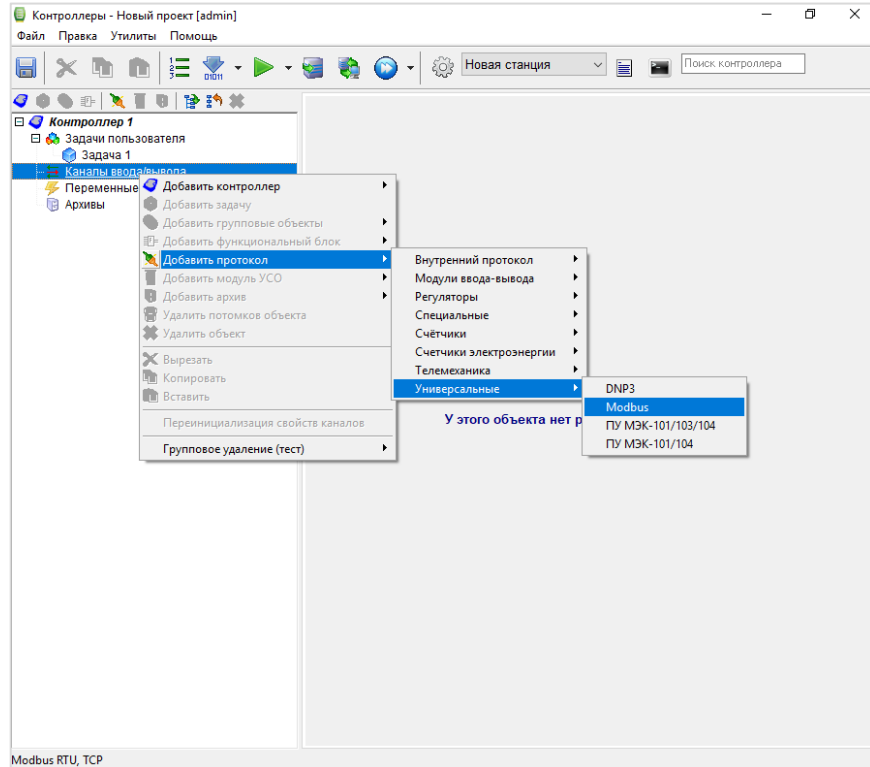 Контроллеры - Новый проект [admin]
Файл Правка Утилиты Помощь
Новая станция
Поиск контроллера
Контроллер 1
Задачи пользователя
Задача 1
Каналы ввода/вывода
Переменные
Архивы
Добавить контроллер
Добавить задачу
Добавить групповые объекты
Добавить функциональный блок
Добавить протокол
Добавить модуль УСО
Добавить архив
Удалить потомков объекта
Удалить объект
Вырезать
Копировать
Вставить
Переинициализация свойств каналов
Групповое удаление (тест)
Внутренний протокол
Модули ввода-вывода
Регуляторы
Специальные
Счётчики
Счетчики электроэнергии
Телемеханика
Универсальные
DNP3
Modbus
ПУ МЭК-101/103/104
ПУ МЭК-101/104
У этого объекта нет р
Modbus RTU, TCP